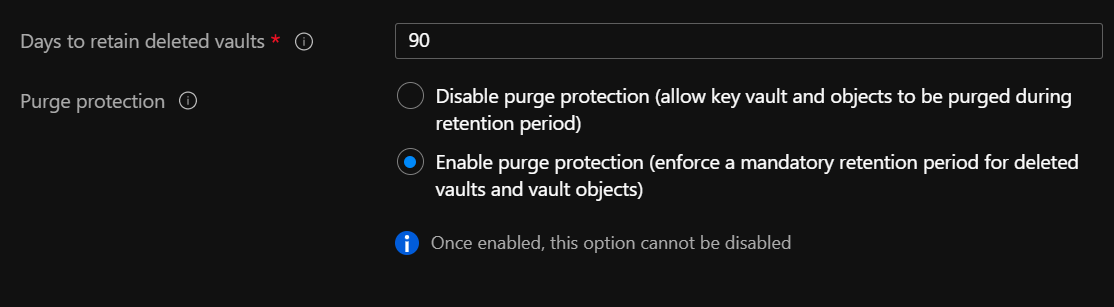 Days to retain deleted vaults *
90
Purge protection
Disable purge protection (allow key vault and objects to be purged during
retention period)
Enable purge protection (enforce a mandatory retention period for deleted
vaults and vault objects)
Once enabled, this option cannot be disabled